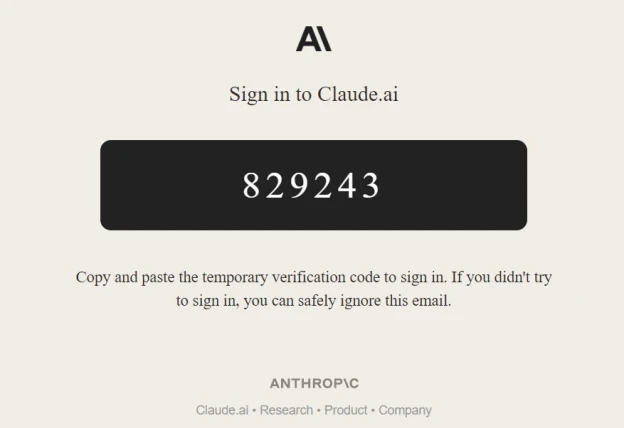 A\
Sign in to Claude.ai
829243
Copy and paste the temporary verification code to sign in. If you didn't try
to sign in, you can safely ignore this email.
ANTHROP\C
Claude.ai • Research • Product • Company